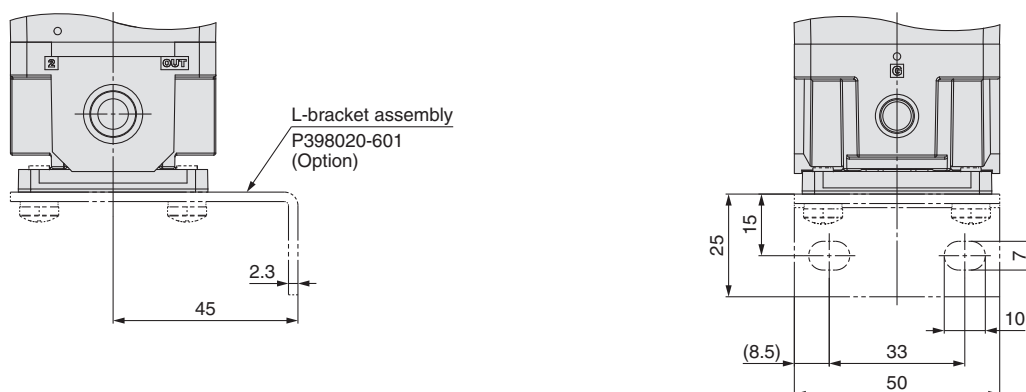 2
OUT
L-bracket assembly
P398020-601
(Option)
2.3
45
G
15
25
7
10
(8.5)
33
50